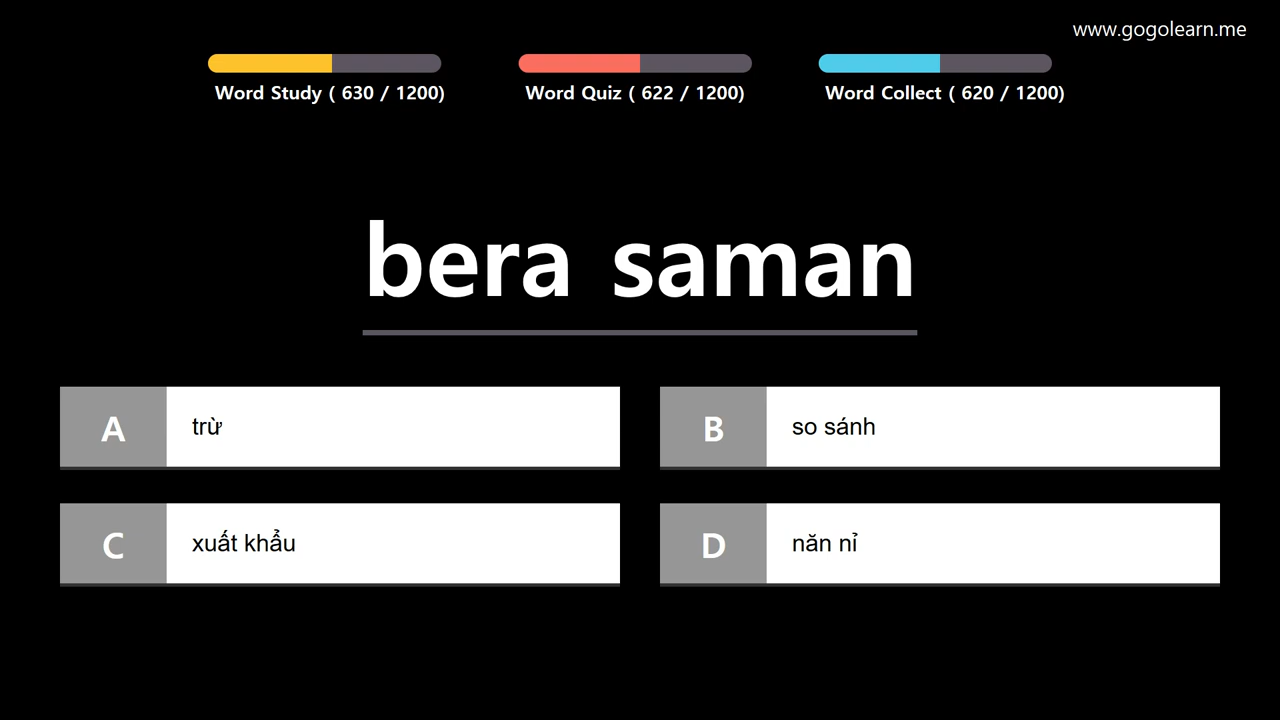 www.gogolearn.me
Word Study ( 630 / 1200)
Word Quiz ( 622 / 1200)
Word Collect ( 620 / 1200)
bera saman
A
trừ
B
so sánh
C
xuất khẩu
D
năn nỉ